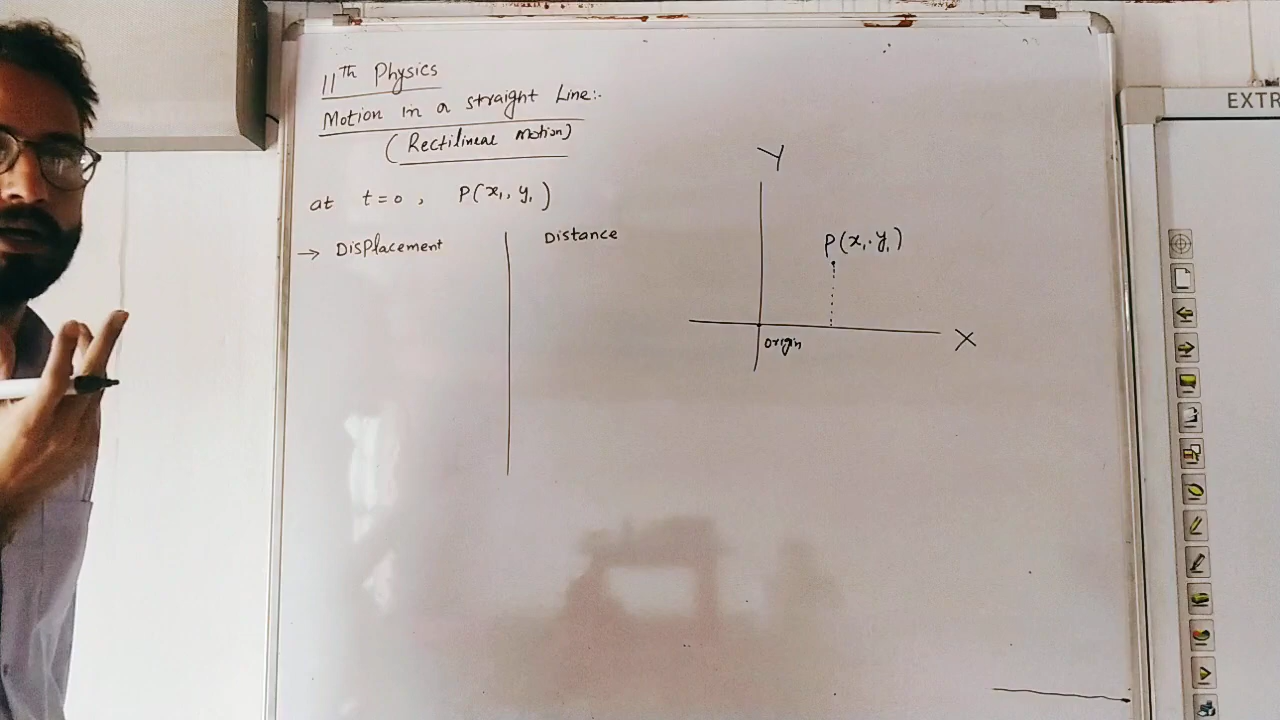 11Th Physics
Motion in a straight Line:-
(Rectilinear motion)
at t=0, P(x₁, y₁)
→ Displacement
Distance
Y
P(x₁, y₁)
origin
X
EXTR